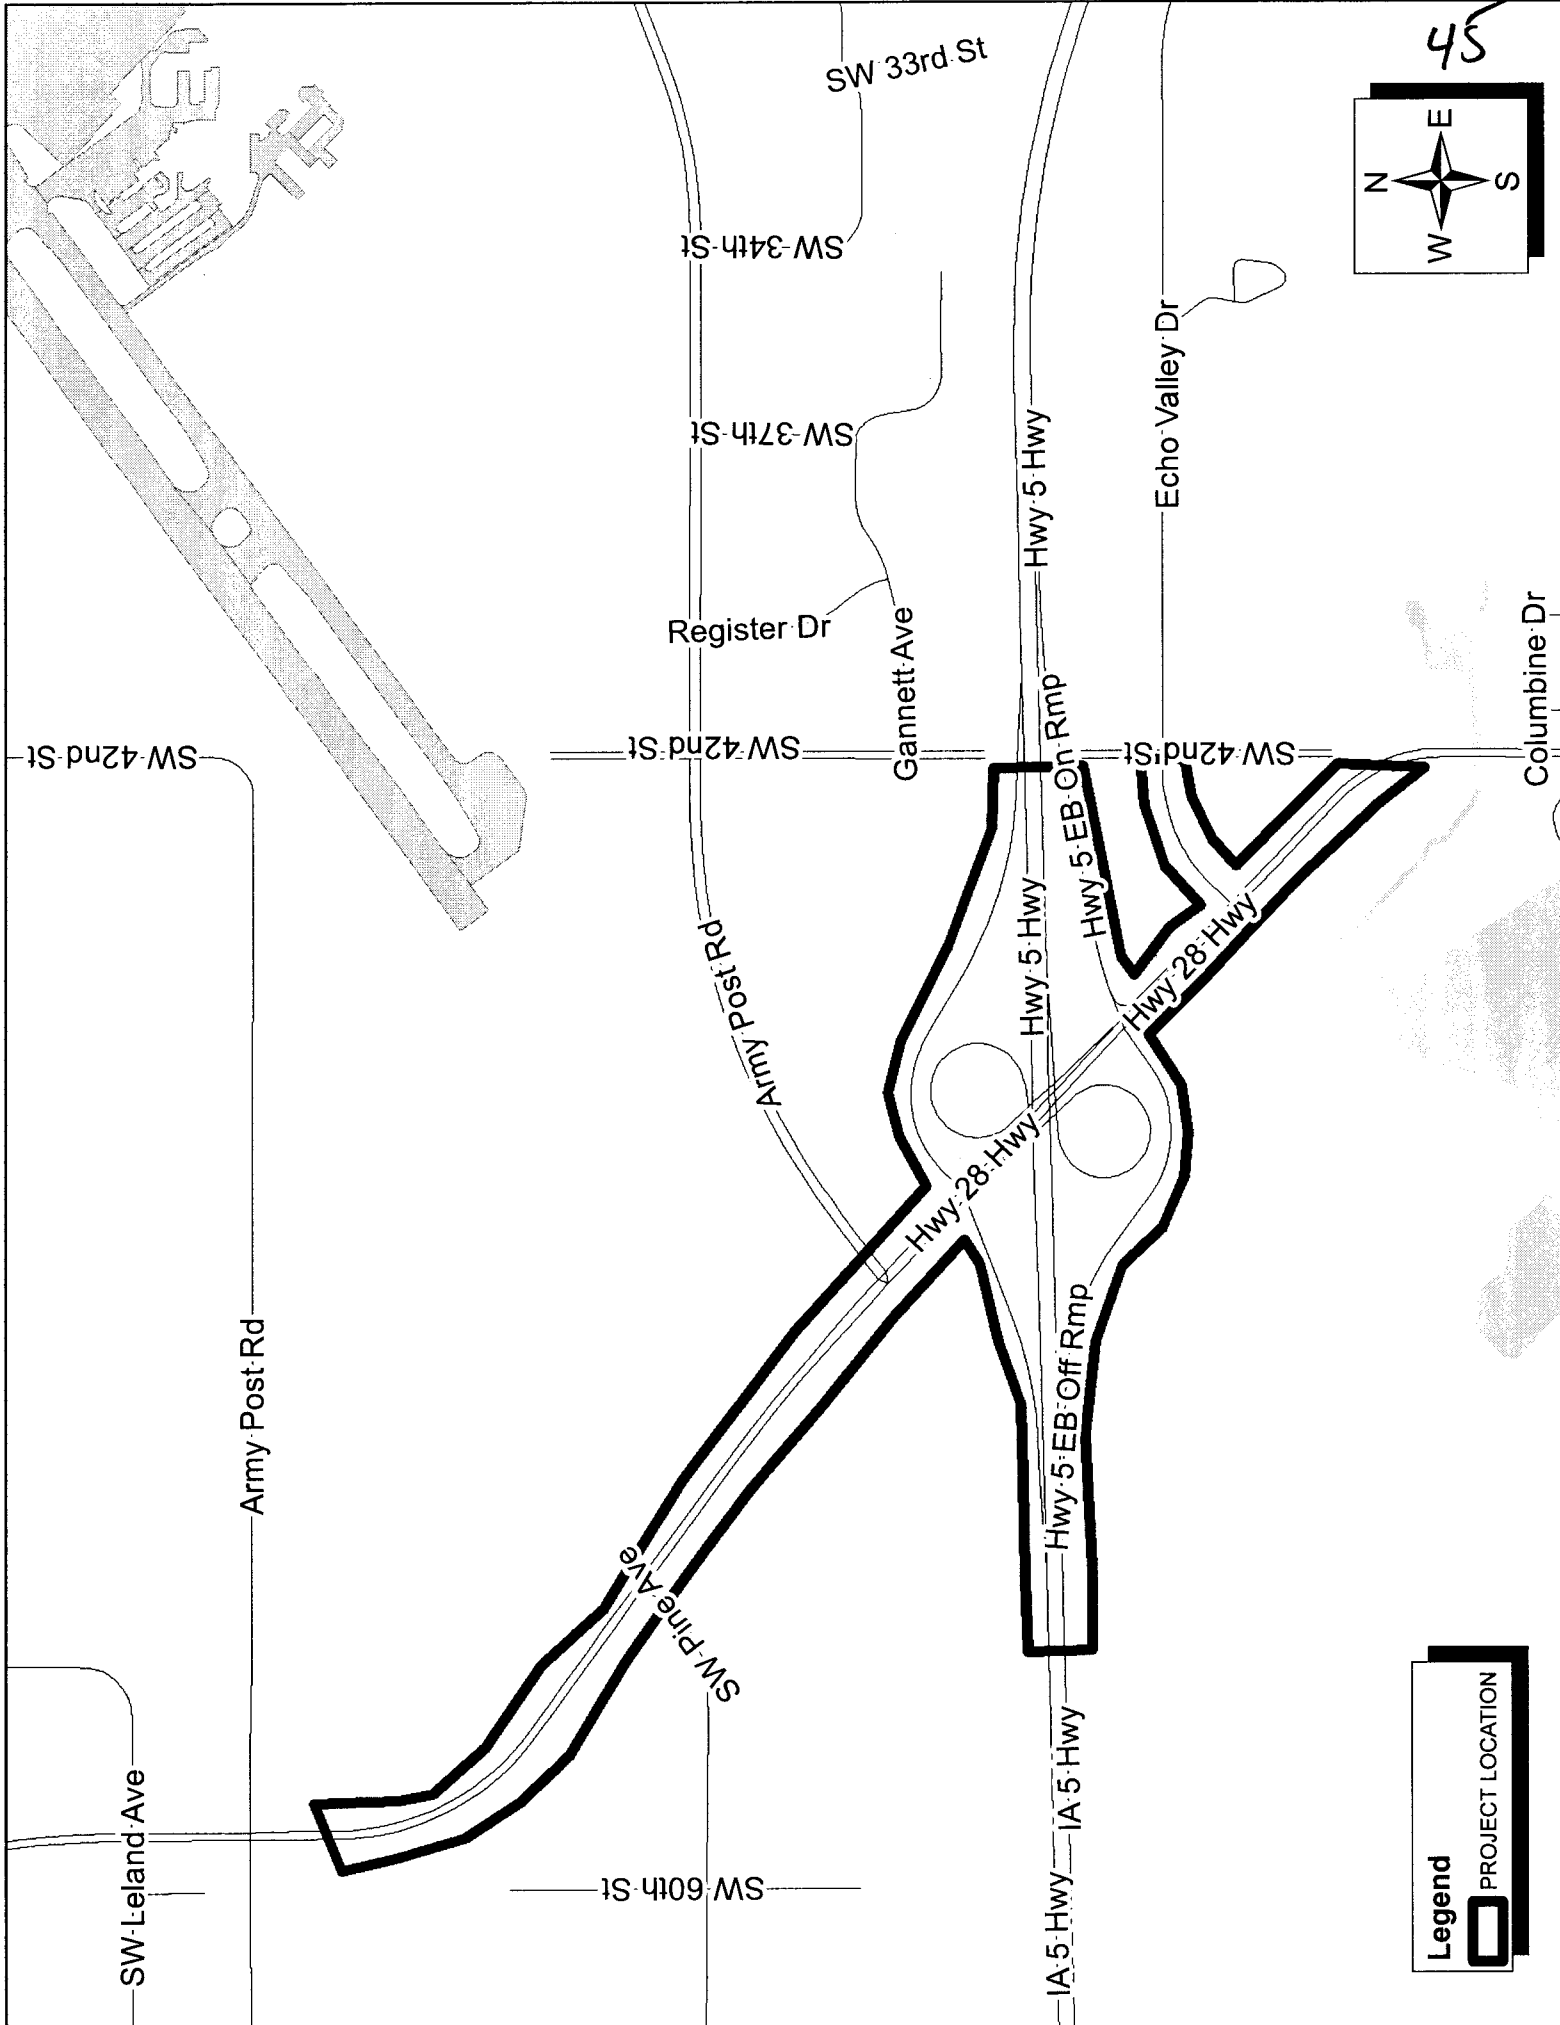 45
SW 42nd St
Army Post Rd
SW Leland Ave
SW 33rd St
SW 34th St
SW 37th St
Register Dr
Gannett Ave
SW 42nd St
SW 42nd St
Army Post Rd
SW Pine Ave
SW 60th St
Hwy 28 Hwy
Hwy 28 Hwy
Hwy 5 Hwy
Hwy 5 Hwy
Hwy 5 EB On Rmp
Hwy 5 EB Off Rmp
IA 5 Hwy
IA 5 Hwy
Echo Valley Dr
Columbine Dr
N
W
E
S
Legend
PROJECT LOCATION